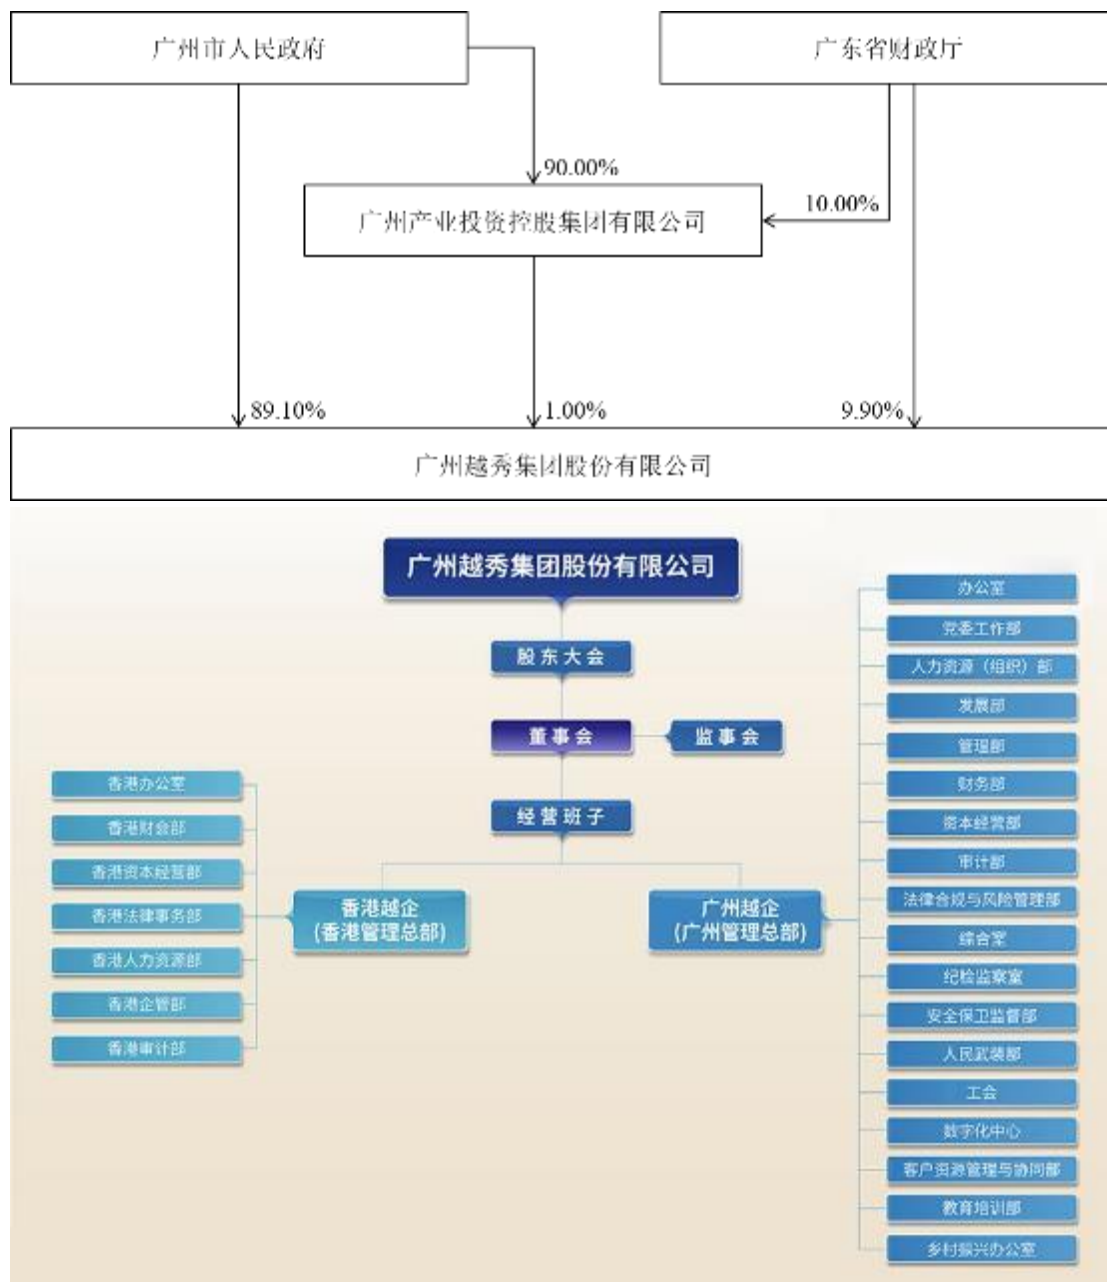 广州市人民政府
广东省财政厅
90.00%
10.00%
广州产业投资控股集团有限公司
89.10%
1.00%
9.90%
广州越秀集团股份有限公司
广州越秀集团股份有限公司
股东大会
董事会
监事会
经营班子
香港越企
(香港管理总部)
广州越企
(广州管理总部)
香港办公室
香港财会部
香港资本经营部
香港法律事务部
香港人力资源部
香港企管部
香港审计部
办公室
党委工作部
人力资源（组织）部
发展部
管理部
财务部
资本经营部
审计部
法律合规与风险管理部
综合室
纪检监察室
安全保卫监督部
人民武装部
工会
数字化中心
客户资源管理与协同部
教育培训部
乡村振兴办公室